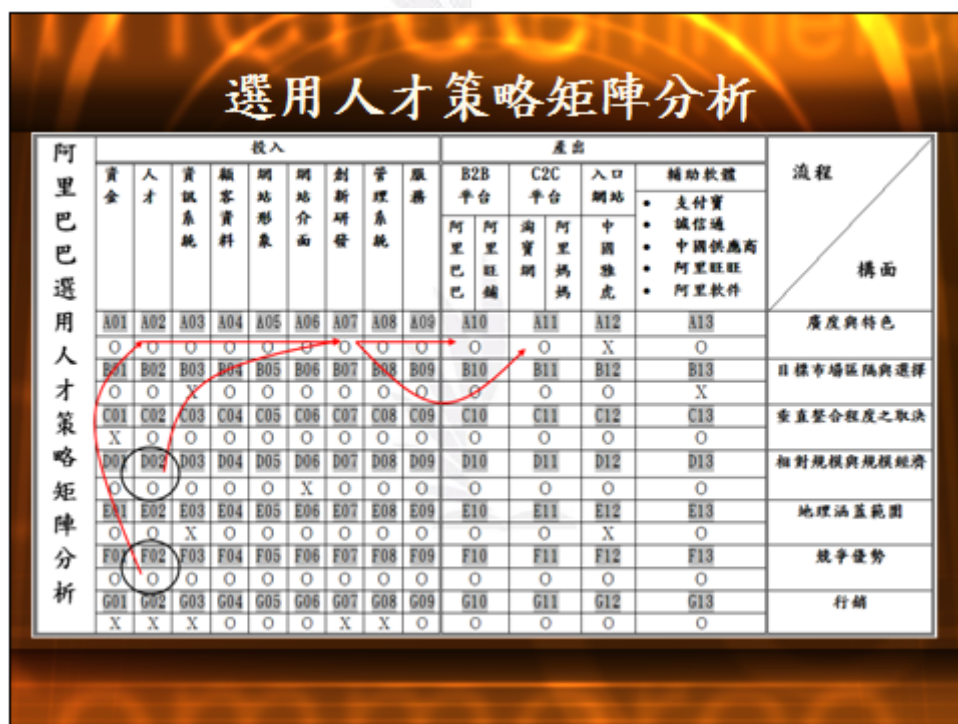 選用人才策略矩陣分析
阿里巴巴選用人才策略矩陣分析
投入 產出 流程 構面
資金 人才 資訊系統 顧客資料 網站形象 網站介面 創新研發 管理系統 服務 B2B平台 C2C平台 入口網站 輔助軟體
阿里巴巴 阿里旺鋪 淘寶網 阿里媽媽 中國雅虎
• 支付寶
• 誠信通
• 中國供應商
• 阿里旺旺
• 阿里軟件
A01 A02 A03 A04 A05 A06 A07 A08 A09 A10 A11 A12 A13 廣度與特色
O O O O O O O O O O O X O
B01 B02 B03 B04 B05 B06 B07 B08 B09 B10 B11 B12 B13 目標市場區隔與選擇
O O X O O O O O O O O O X
C01 C02 C03 C04 C05 C06 C07 C08 C09 C10 C11 C12 C13 垂直整合程度之取決
X O O O O O O O O O O O O
D01 D02 D03 D04 D05 D06 D07 D08 D09 D10 D11 D12 D13 相對規模與規模經濟
O O O O O X O O O O O O O
E01 E02 E03 E04 E05 E06 E07 E08 E09 E10 E11 E12 E13 地理涵蓋範圍
O O X O O O O O O O O X O
F01 F02 F03 F04 F05 F06 F07 F08 F09 F10 F11 F12 F13 競爭優勢
O O O O O O O O O O O O O
G01 G02 G03 G04 G05 G06 G07 G08 G09 G10 G11 G12 G13 行銷
X X X O O O X X O O O O O